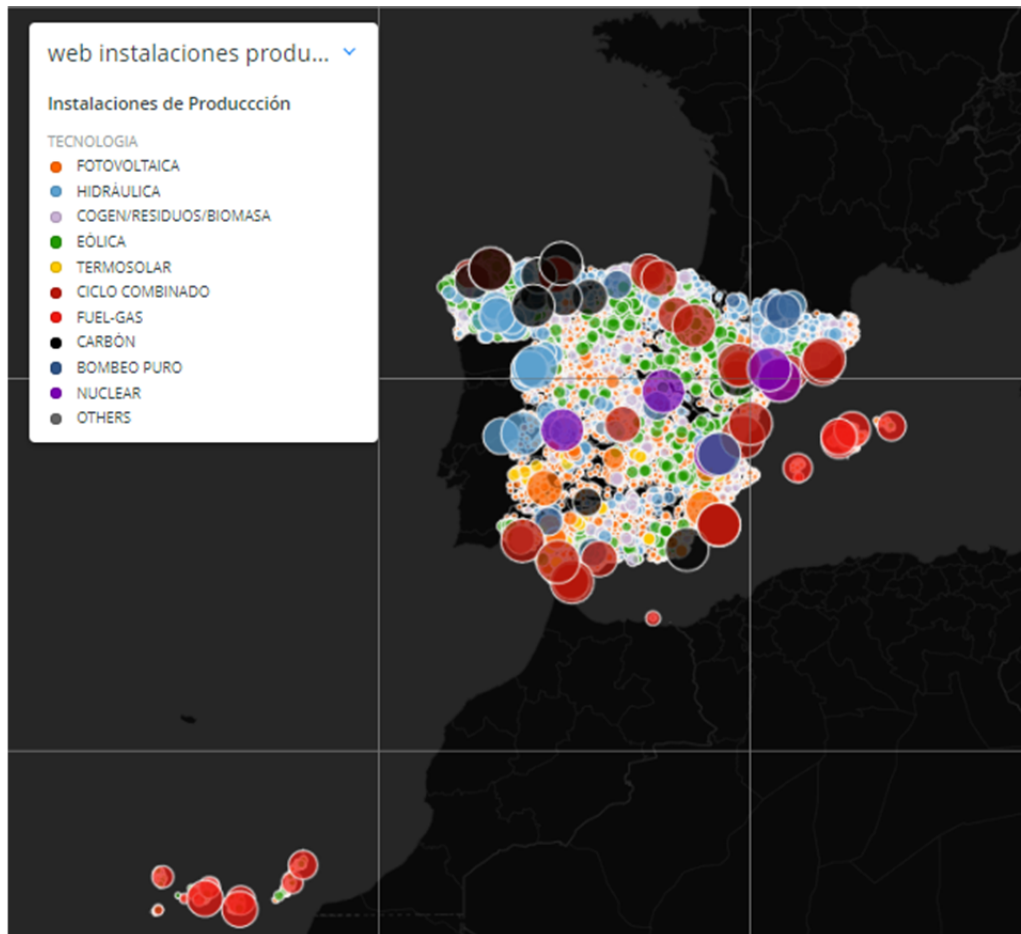 web instalaciones produ...
Instalaciones de Produccción
TECNOLOGIA
FOTOVOLTAICA
HIDRÁULICA
COGEN/RESIDUOS/BIOMASA
EÓLICA
TERMOSOLAR
CICLO COMBINADO
FUEL-GAS
CARBÓN
BOMBEO PURO
NUCLEAR
OTHERS